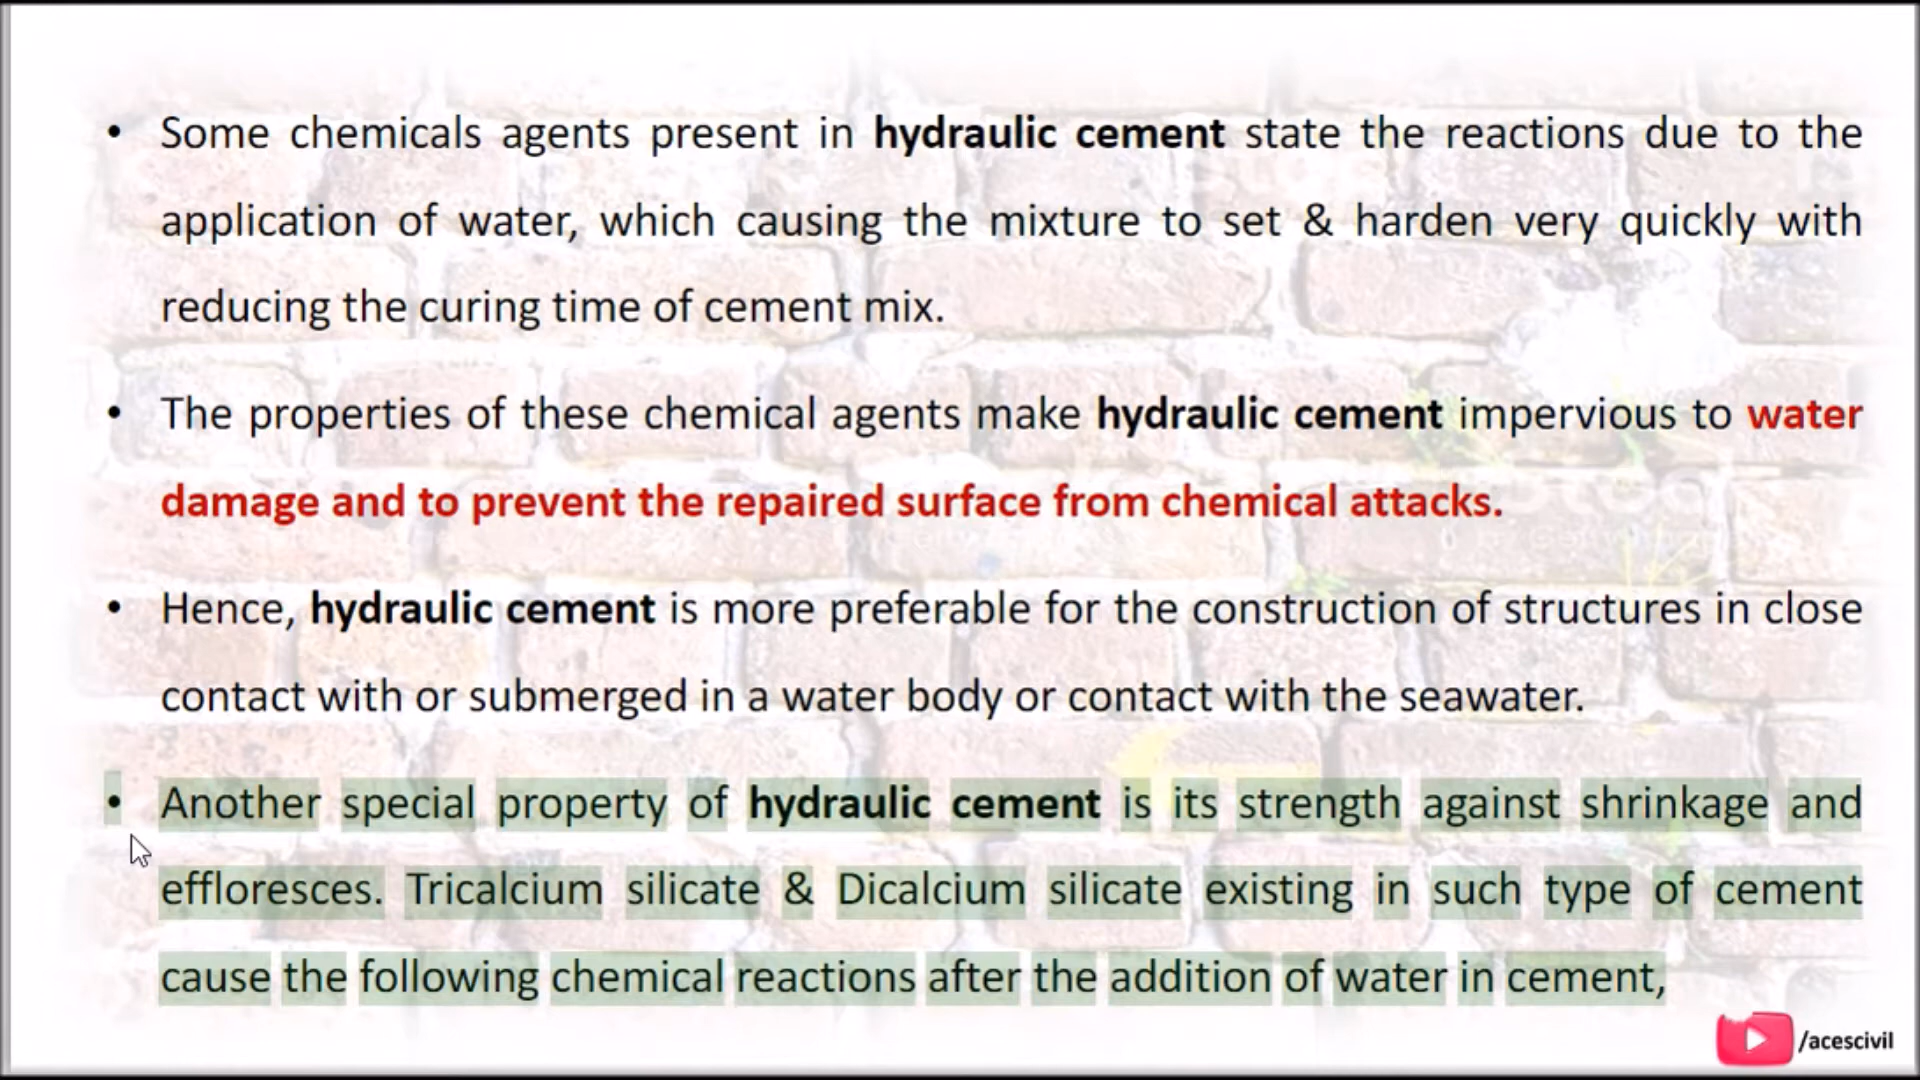 • Some chemicals agents present in hydraulic cement state the reactions due to the
application of water, which causing the mixture to set & harden very quickly with
reducing the curing time of cement mix.
• The properties of these chemical agents make hydraulic cement impervious to water
damage and to prevent the repaired surface from chemical attacks.
• Hence, hydraulic cement is more preferable for the construction of structures in close
contact with or submerged in a water body or contact with the seawater.
• Another special property of hydraulic cement is its strength against shrinkage and
effloresces. Tricalcium silicate & Dicalcium silicate existing in such type of cement
cause the following chemical reactions after the addition of water in cement,
/acescivil